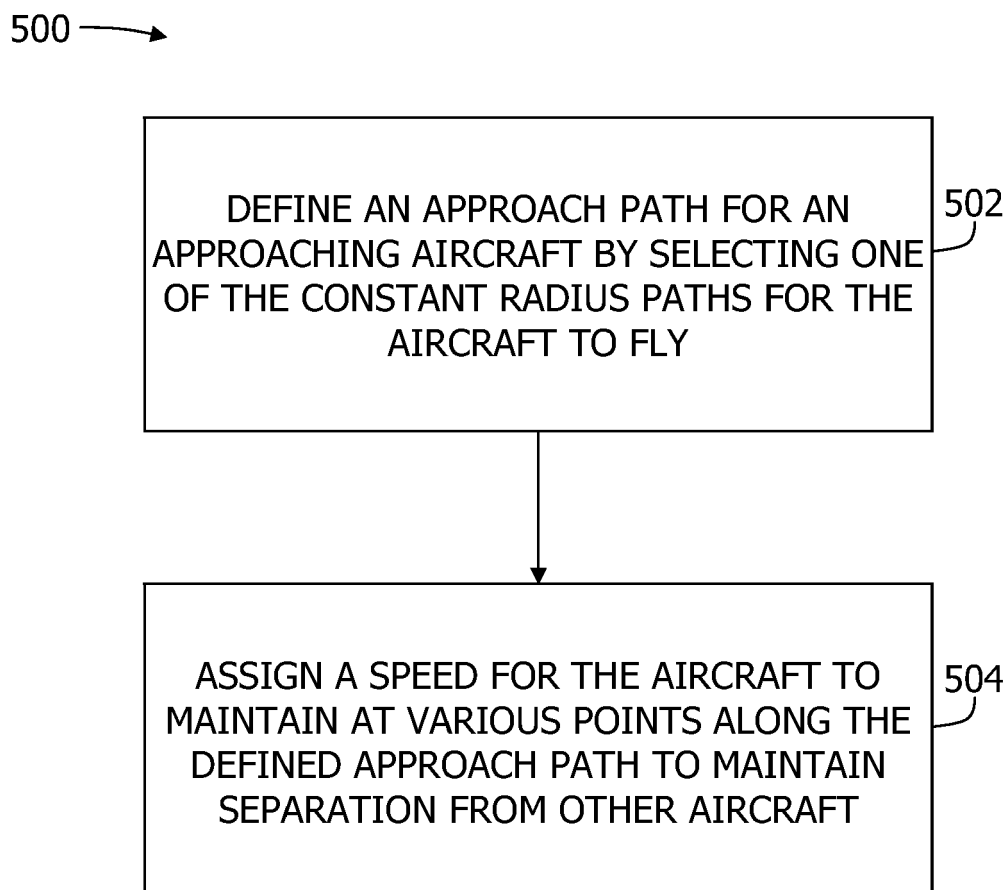 500
DEFINE AN APPROACH PATH FOR AN
APPROACHING AIRCRAFT BY SELECTING ONE
OF THE CONSTANT RADIUS PATHS FOR THE
AIRCRAFT TO FLY
502
ASSIGN A SPEED FOR THE AIRCRAFT TO
MAINTAIN AT VARIOUS POINTS ALONG THE
DEFINED APPROACH PATH TO MAINTAIN
SEPARATION FROM OTHER AIRCRAFT
504